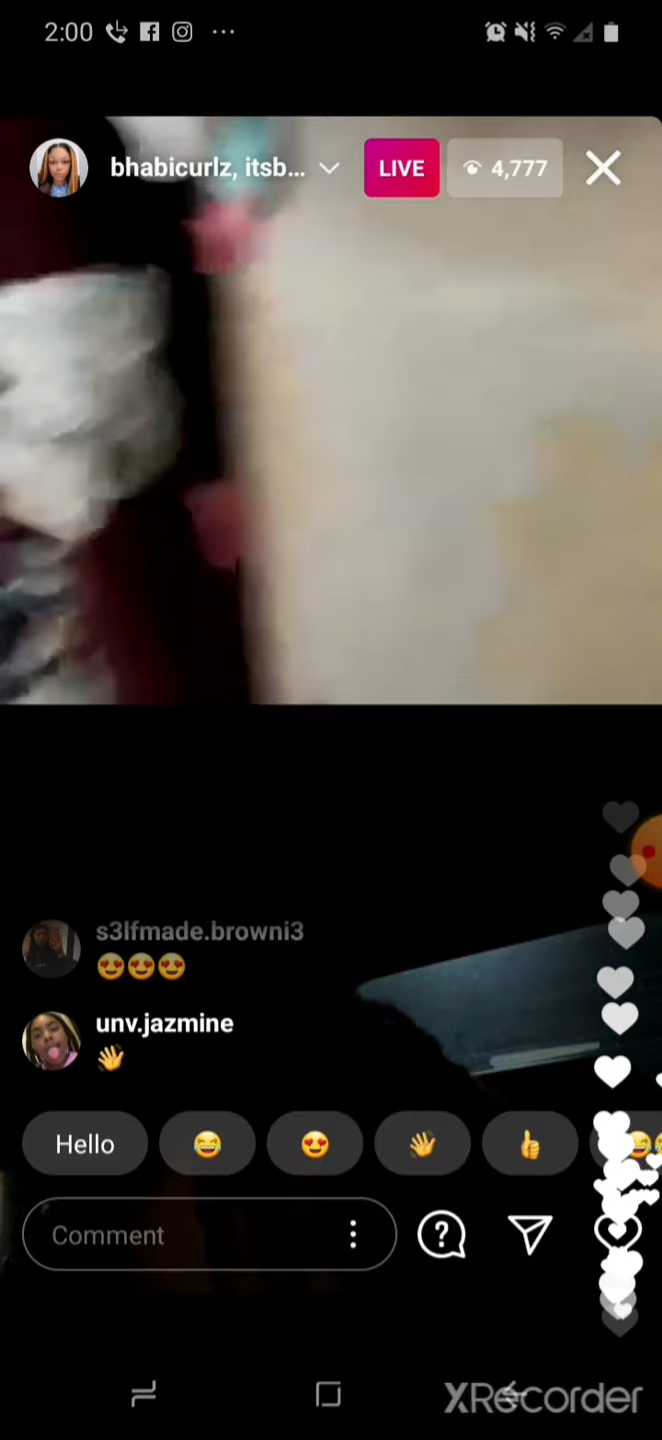 2:00
bhabicurlz, itsb...
LIVE
4,777
s3lfmade.browni3
😍😍😍
unv.jazmine
👋
Hello 😂 😍 👋 👍 😂
Comment
XRecorder